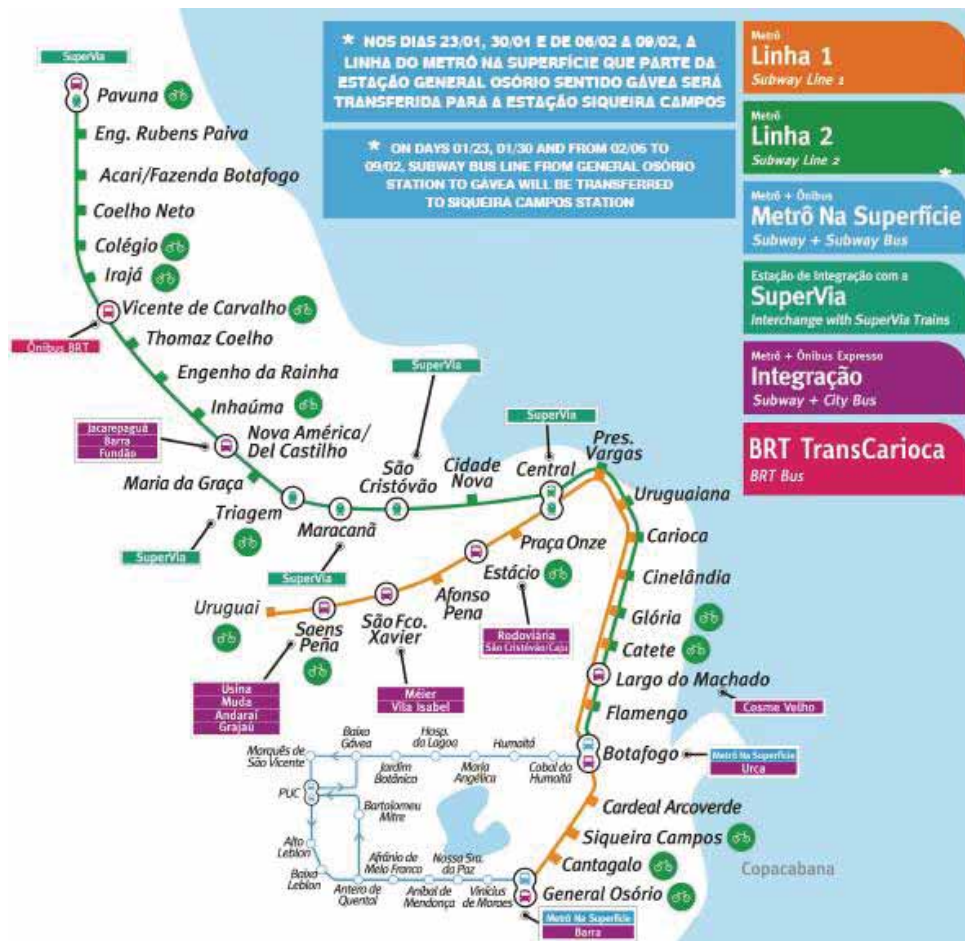 SuperVia
Pavuna
Eng. Rubens Paiva
Acari/Fazenda Botafogo
Coelho Neto
Colégio
Irajá
Vicente de Carvalho
Ônibus BRT
Thomaz Coelho
Engenho da Rainha
Inhaúma
Jacarepaguá
Barra
Fundão
Nova América/
Del Castilho
Maria da Graça
Triagem
SuperVia
Maracanã
SuperVia
São
Cristóvão
SuperVia
Cidade
Nova
SuperVia
Central
Pres.
Vargas
Uruguaiana
Carioca
Cinelândia
Glória
Catete
Largo do Machado
Cosme Velho
Flamengo
Botafogo
Metrô Na Superfície
Urca
Cardeal Arcoverde
Siqueira Campos
Cantagalo
General Osório
Metrô Na Superfície
Barra
Copacabana
Praça Onze
Estácio
Rodoviária
São Cristóvão/Caju
Afonso
Pena
São Fco.
Xavier
Méier
Vila Isabel
Saens
Peña
Usina
Muda
Andaraí
Grajaú
Uruguai
Marquês de
São Vicente
Baixa
Gávea
Jardim
Botânico
Hosp.
da Lagoa
Maria
Angélica
Humaitá
Cobal do
Humaitá
PUC
Bartolomeu
Mitre
Alto
Leblon
Baixo
Leblon
Antero de
Quental
Afrânio de
Melo Franco
Aníbal de
Mendonça
Nossa Sra.
da Paz
Vinícius
de Moraes
* NOS DIAS 23/01, 30/01 E DE 06/02 A 09/02, A
LINHA DO METRÔ NA SUPERFÍCIE QUE PARTE DA
ESTAÇÃO GENERAL OSÓRIO SENTIDO GÁVEA SERÁ
TRANSFERIDA PARA A ESTAÇÃO SIQUEIRA CAMPOS
* ON DAYS 01/23, 01/30 AND FROM 02/06 TO
09/02, SUBWAY BUS LINE FROM GENERAL OSÓRIO
STATION TO GÁVEA WILL BE TRANSFERRED
TO SIQUEIRA CAMPOS STATION
Metrô
Linha 1
Subway Line 1
Metrô
Linha 2
Subway Line 2
*
Metrô + Ônibus
Metrô Na Superfície
Subway + Subway Bus
Estação de Integração com a
SuperVia
Interchange with SuperVia Trains
Metrô + Ônibus Expresso
Integração
Subway + City Bus
BRT TransCarioca
BRT Bus